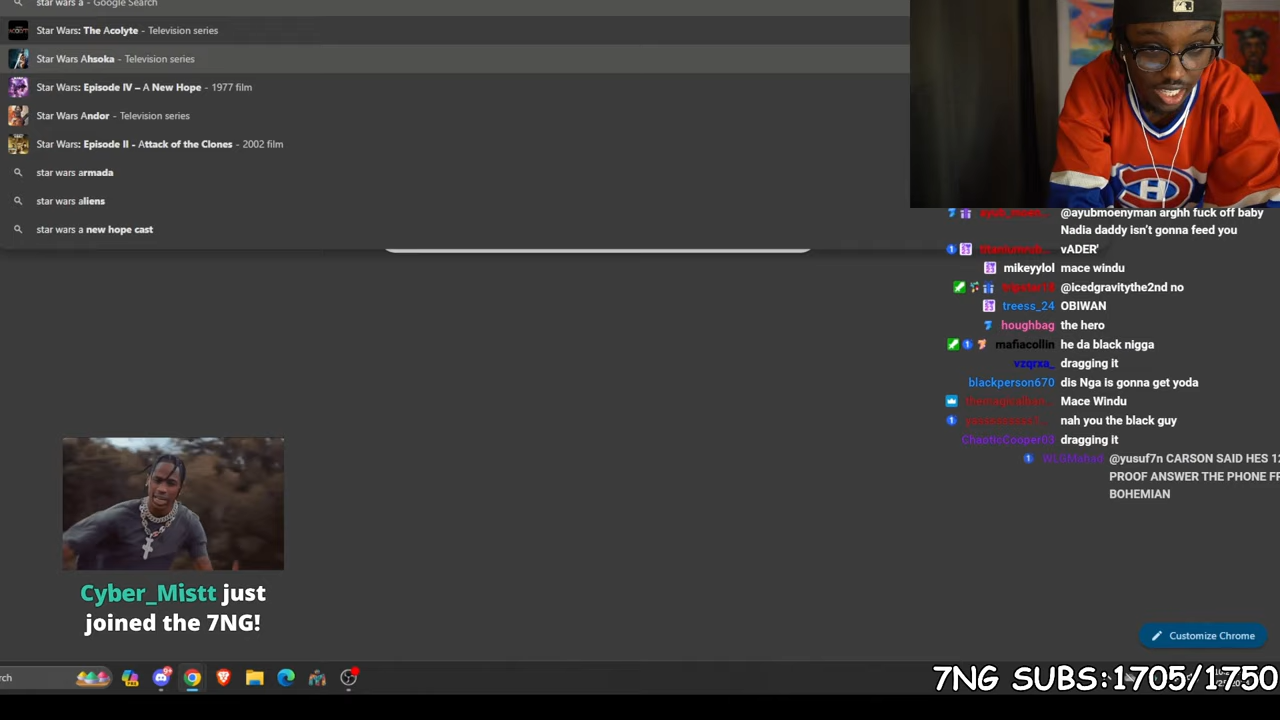 star wars a - Google Search
Star Wars: The Acolyte - Television series
Star Wars Ahsoka - Television series
Star Wars: Episode IV – A New Hope - 1977 film
Star Wars Andor - Television series
Star Wars: Episode II - Attack of the Clones - 2002 film
star wars armada
star wars aliens
star wars a new hope cast
@ayubmoenyman arghh fuck off baby
Nadia daddy isn't gonna feed you
vADER'
mikeyylol mace windu
@icedgravitythe2nd no
treess_24 OBIWAN
houghbag the hero
mafiacollin he da black nigga
vzqrxa_ dragging it
blackperson670 dis Nga is gonna get yoda
Mace Windu
nah you the black guy
ChaoticCooper03 dragging it
WLGMahad @yusuf7n CARSON SAID HES 12
PROOF ANSWER THE PHONE
BOHEMIAN
Cyber_Mistt just
joined the 7NG!
Customize Chrome
7NG SUBS:1705/1750